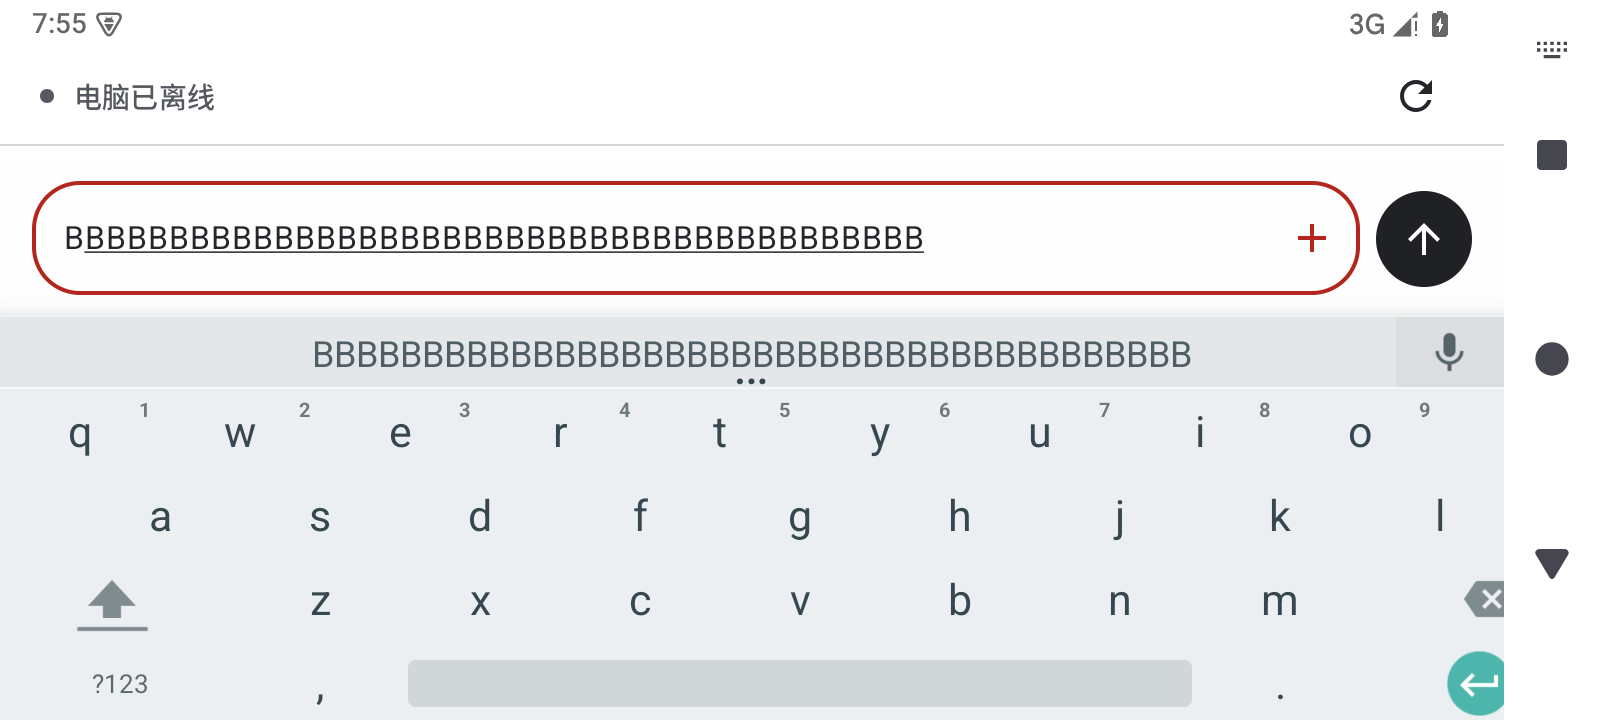 7:55
3G
电脑已离线
BBBBBBBBBBBBBBBBBBBBBBBBBBBBBBBBBBBBBBBBB
BBBBBBBBBBBBBBBBBBBBBBBBBBBBBBBBBBBBBBBB
q 1 w 2 e 3 r 4 t 5 y 6 u 7 i 8 o 9
a s d f g h j k l
z x c v b n m
?123 , .